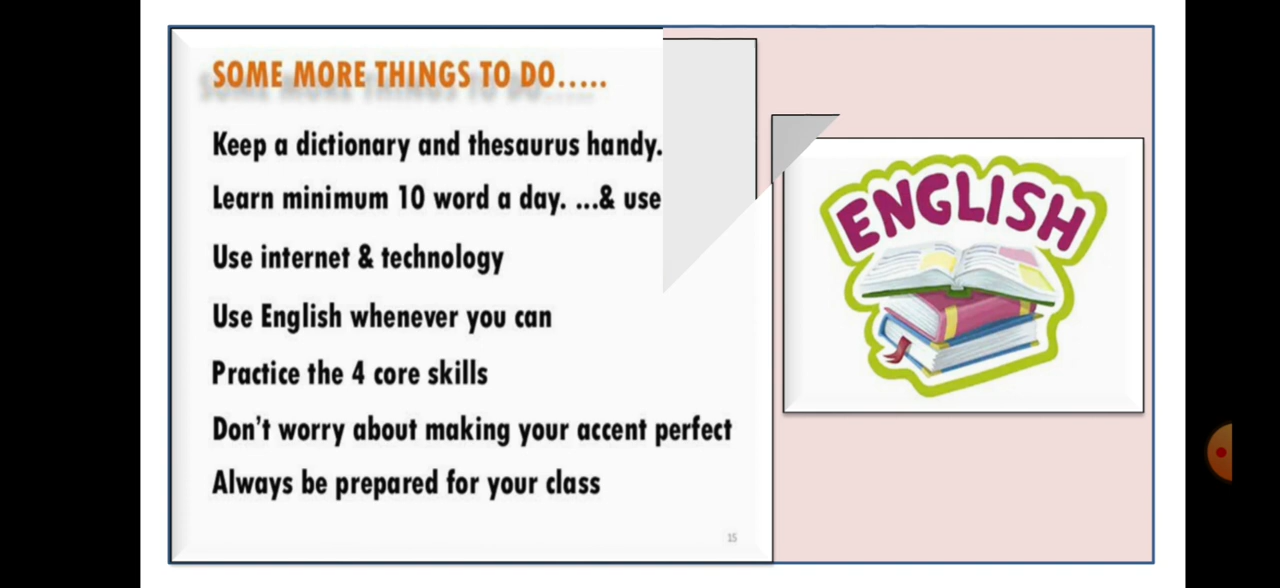 SOME MORE THINGS TO DO.....
Keep a dictionary and thesaurus handy.
Learn minimum 10 word a day. ...& use
Use internet & technology
Use English whenever you can
Practice the 4 core skills
Don't worry about making your accent perfect
Always be prepared for your class
15
ENGLISH